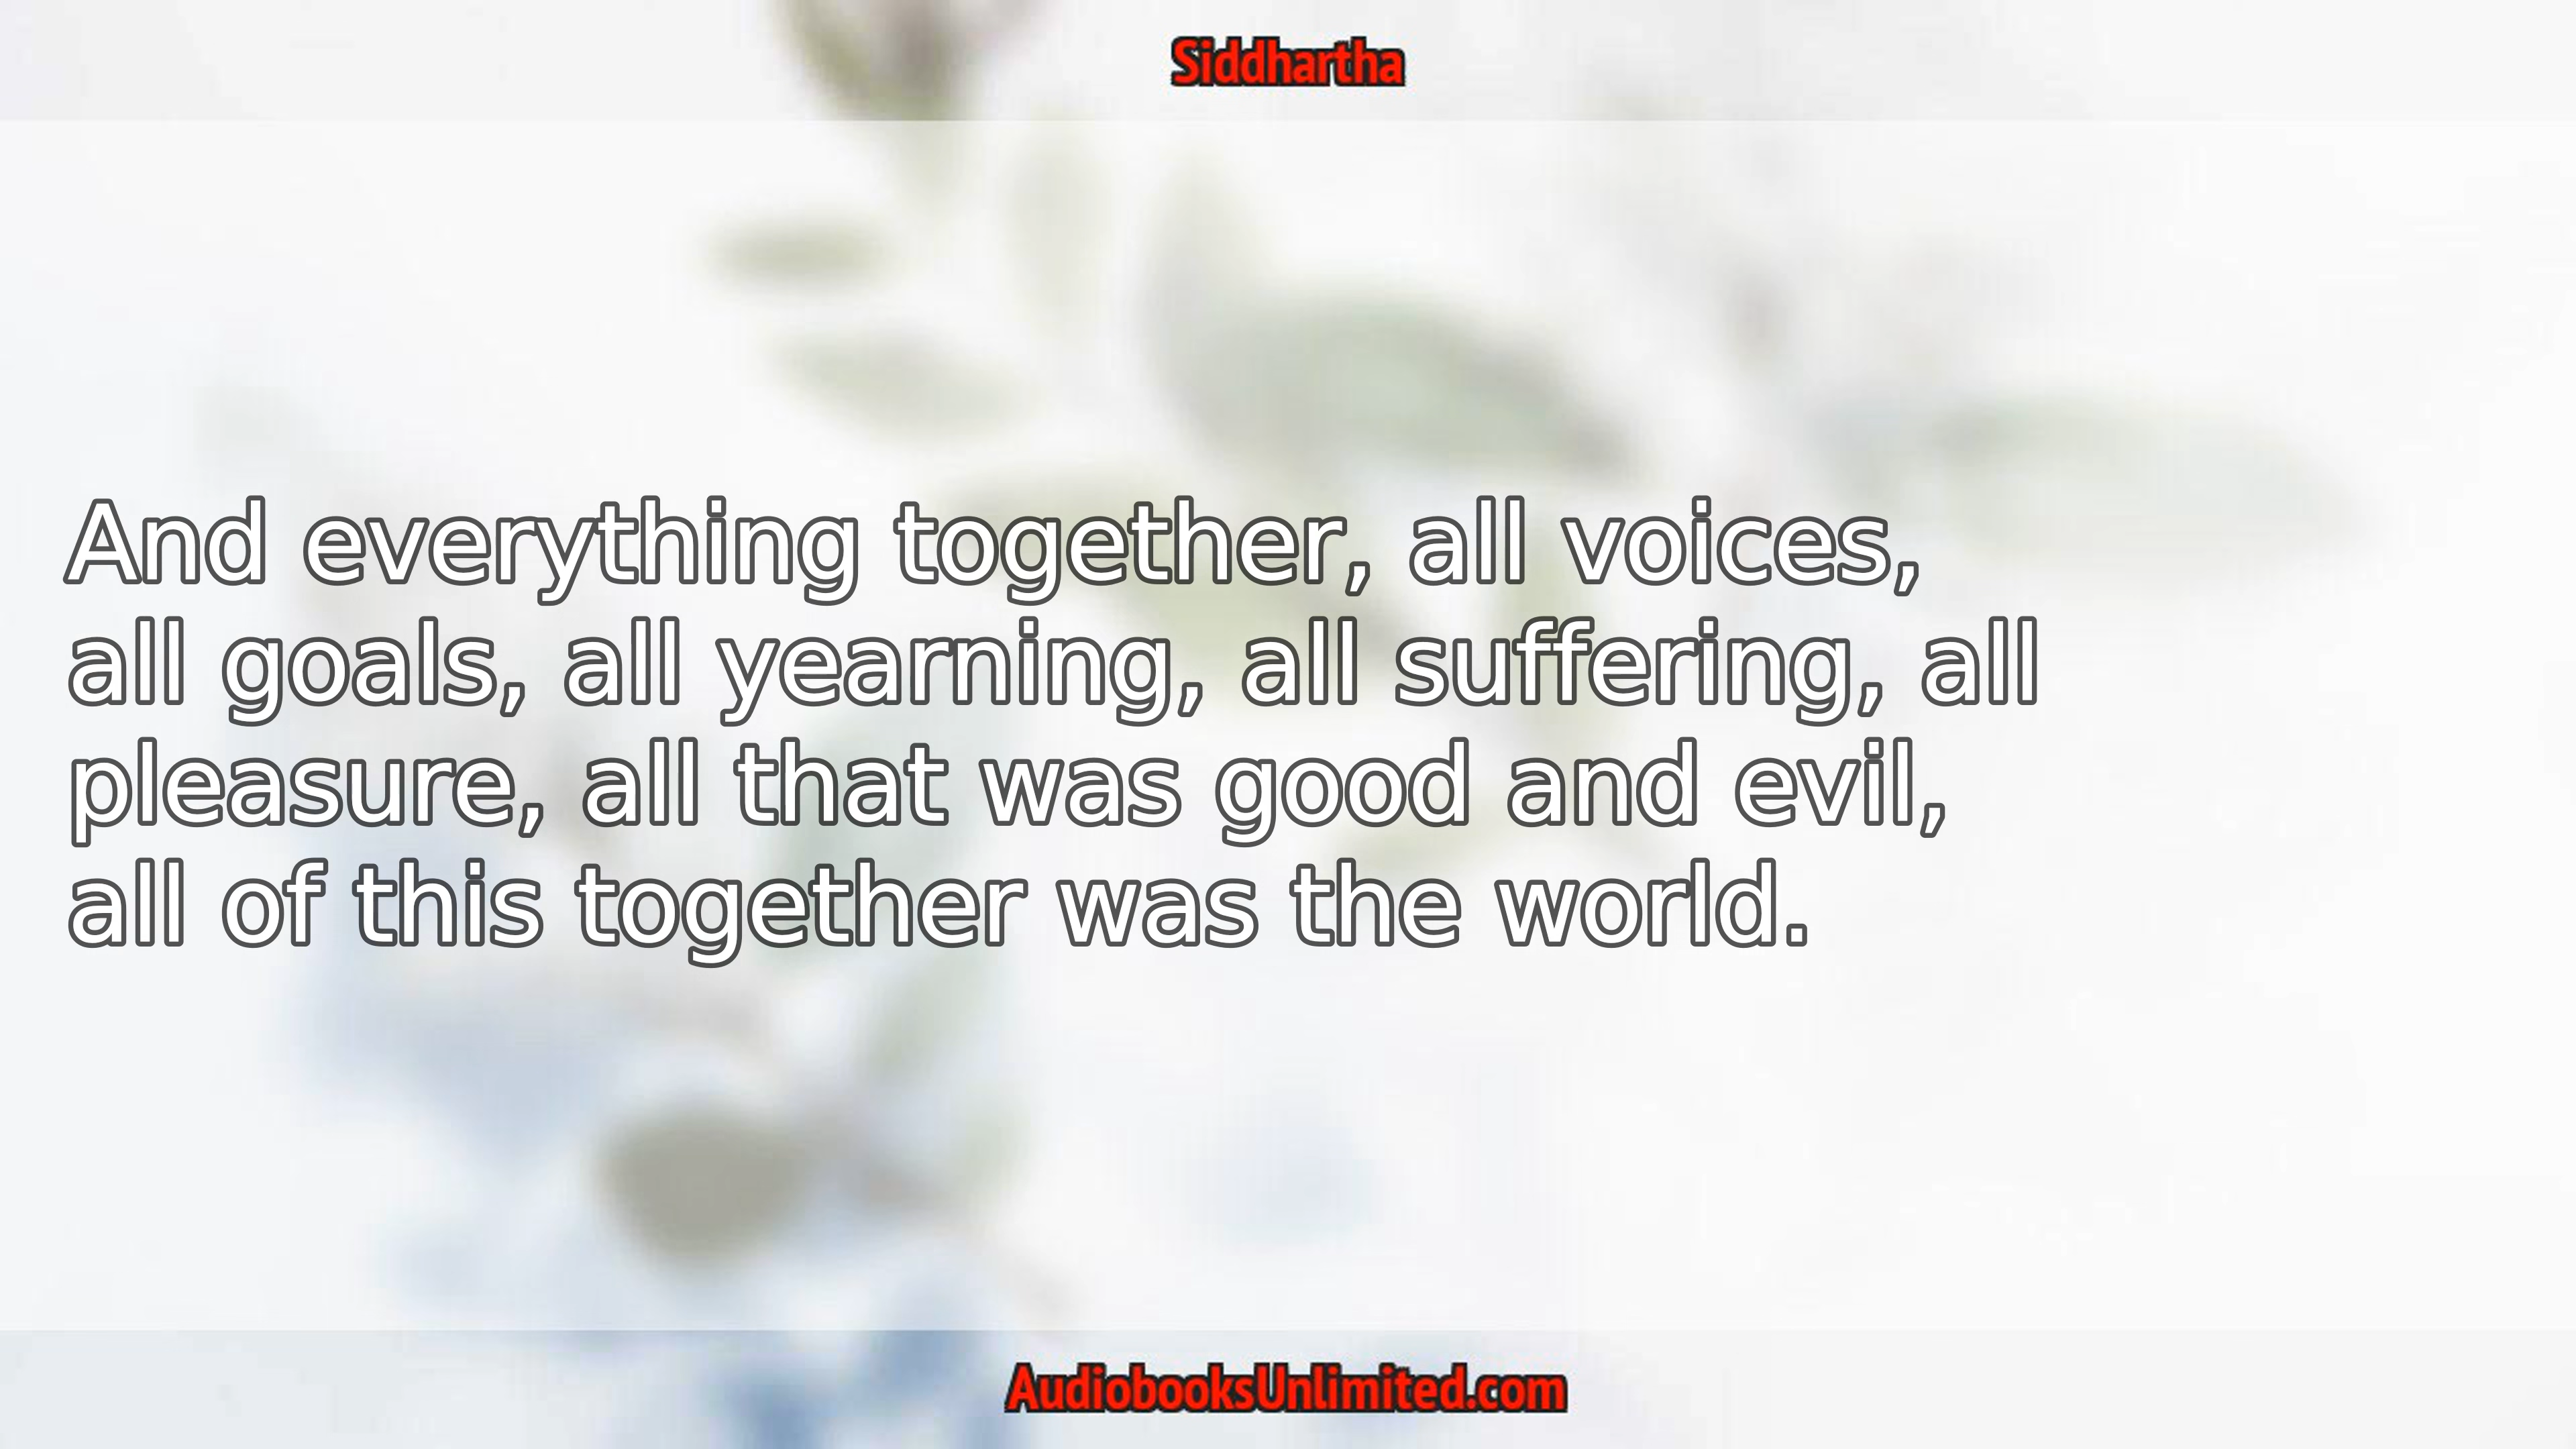 Siddhartha
And everything together, all voices,
all goals, all yearning, all suffering, all
pleasure, all that was good and evil,
all of this together was the world.
AudiobooksUnlimited.com